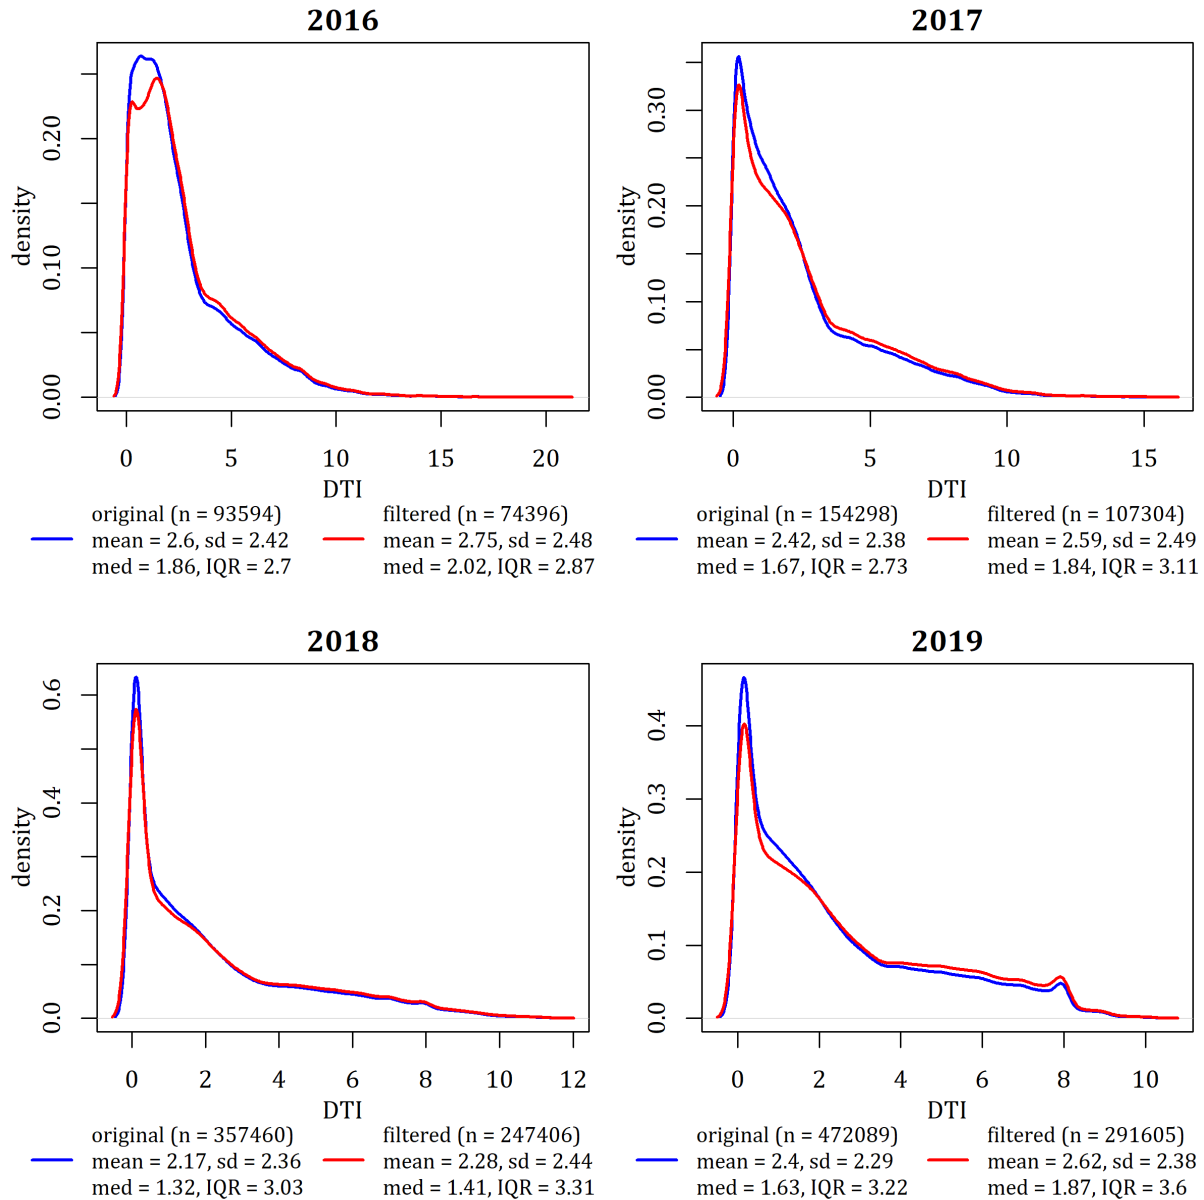 2016
density
0.00
0.10
0.20
0 5 10 15 20
DTI
original (n = 93594)
mean = 2.6, sd = 2.42
med = 1.86, IQR = 2.7
filtered (n = 74396)
mean = 2.75, sd = 2.48
med = 2.02, IQR = 2.87
2017
density
0.00
0.10
0.20
0.30
0 5 10 15
DTI
original (n = 154298)
mean = 2.42, sd = 2.38
med = 1.67, IQR = 2.73
filtered (n = 107304)
mean = 2.59, sd = 2.49
med = 1.84, IQR = 3.11
2018
density
0.0
0.2
0.4
0.6
0 2 4 6 8 10 12
DTI
original (n = 357460)
mean = 2.17, sd = 2.36
med = 1.32, IQR = 3.03
filtered (n = 247406)
mean = 2.28, sd = 2.44
med = 1.41, IQR = 3.31
2019
density
0.0
0.1
0.2
0.3
0.4
0 2 4 6 8 10
DTI
original (n = 472089)
mean = 2.4, sd = 2.29
med = 1.63, IQR = 3.22
filtered (n = 291605)
mean = 2.62, sd = 2.38
med = 1.87, IQR = 3.6